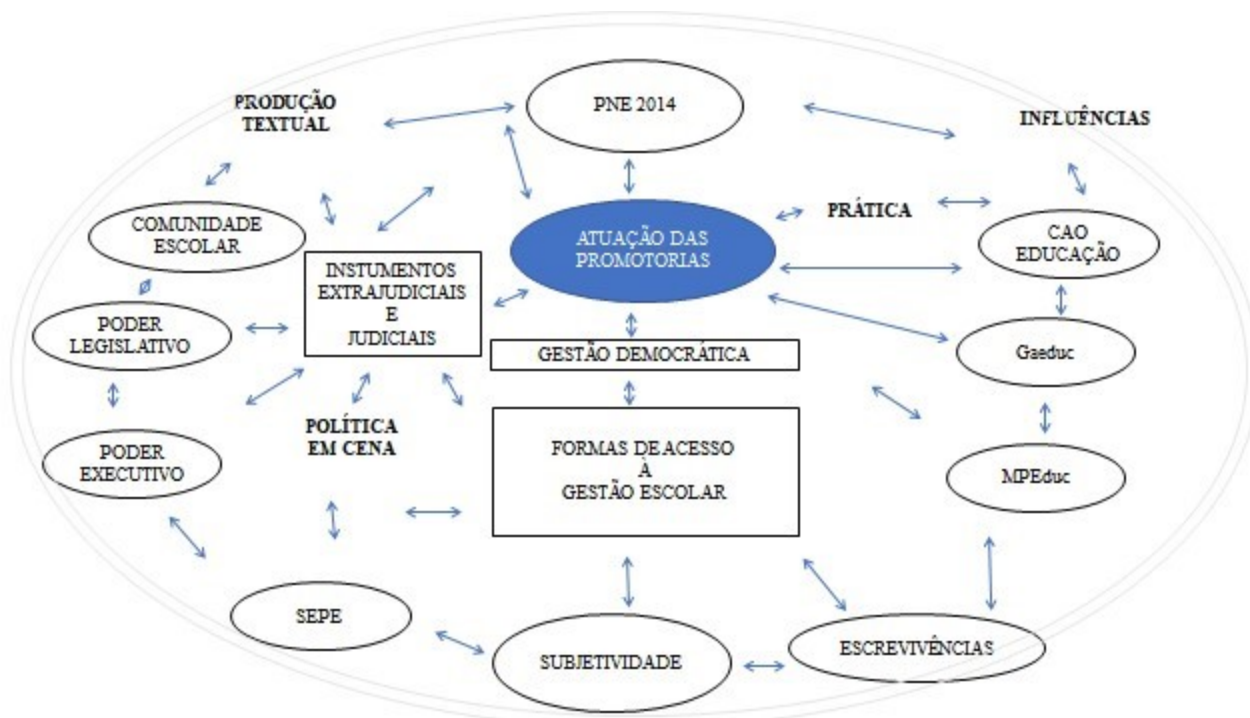 PRODUÇÃO
TEXTUAL
PNE 2014
INFLUÊNCIAS
COMUNIDADE
ESCOLAR
INSTUMENTOS
EXTRAJUDICIAIS
E
JUDICIAIS
ATUAÇÃO DAS
PROMOTORIAS
PRÁTICA
CAO
EDUCAÇÃO
PODER
LEGISLATIVO
GESTÃO DEMOCRÁTICA
Gaeduc
POLÍTICA
EM CENA
PODER
EXECUTIVO
FORMAS DE ACESSO
À
GESTÃO ESCOLAR
MPEduc
SEPE
SUBJETIVIDADE
ESCREVIVÊNCIAS